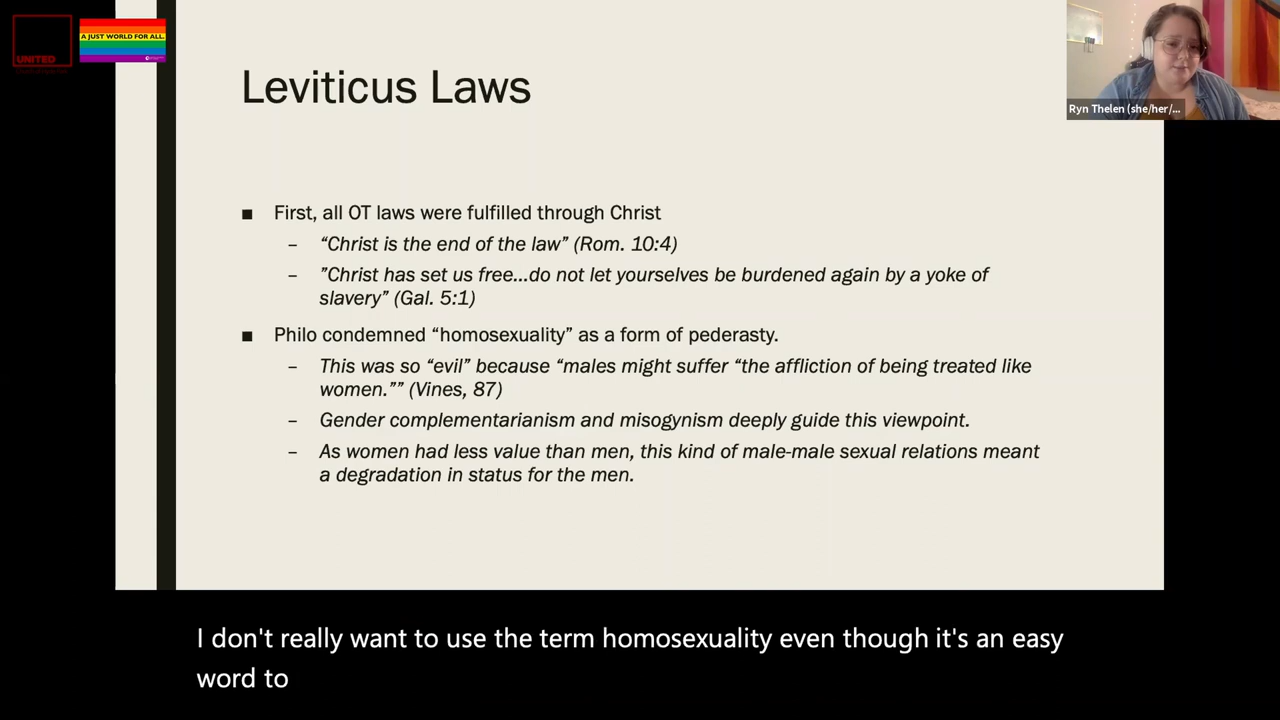 UNITED
A JUST WORLD FOR ALL.
Ryn Thelen (she/her/...
Leviticus Laws
■ First, all OT laws were fulfilled through Christ
– “Christ is the end of the law” (Rom. 10:4)
– ”Christ has set us free...do not let yourselves be burdened again by a yoke of
slavery” (Gal. 5:1)
■ Philo condemned “homosexuality” as a form of pederasty.
– This was so “evil” because “males might suffer “the affliction of being treated like
women.”” (Vines, 87)
– Gender complementarianism and misogynism deeply guide this viewpoint.
– As women had less value than men, this kind of male-male sexual relations meant
a degradation in status for the men.
I don't really want to use the term homosexuality even though it's an easy
word to